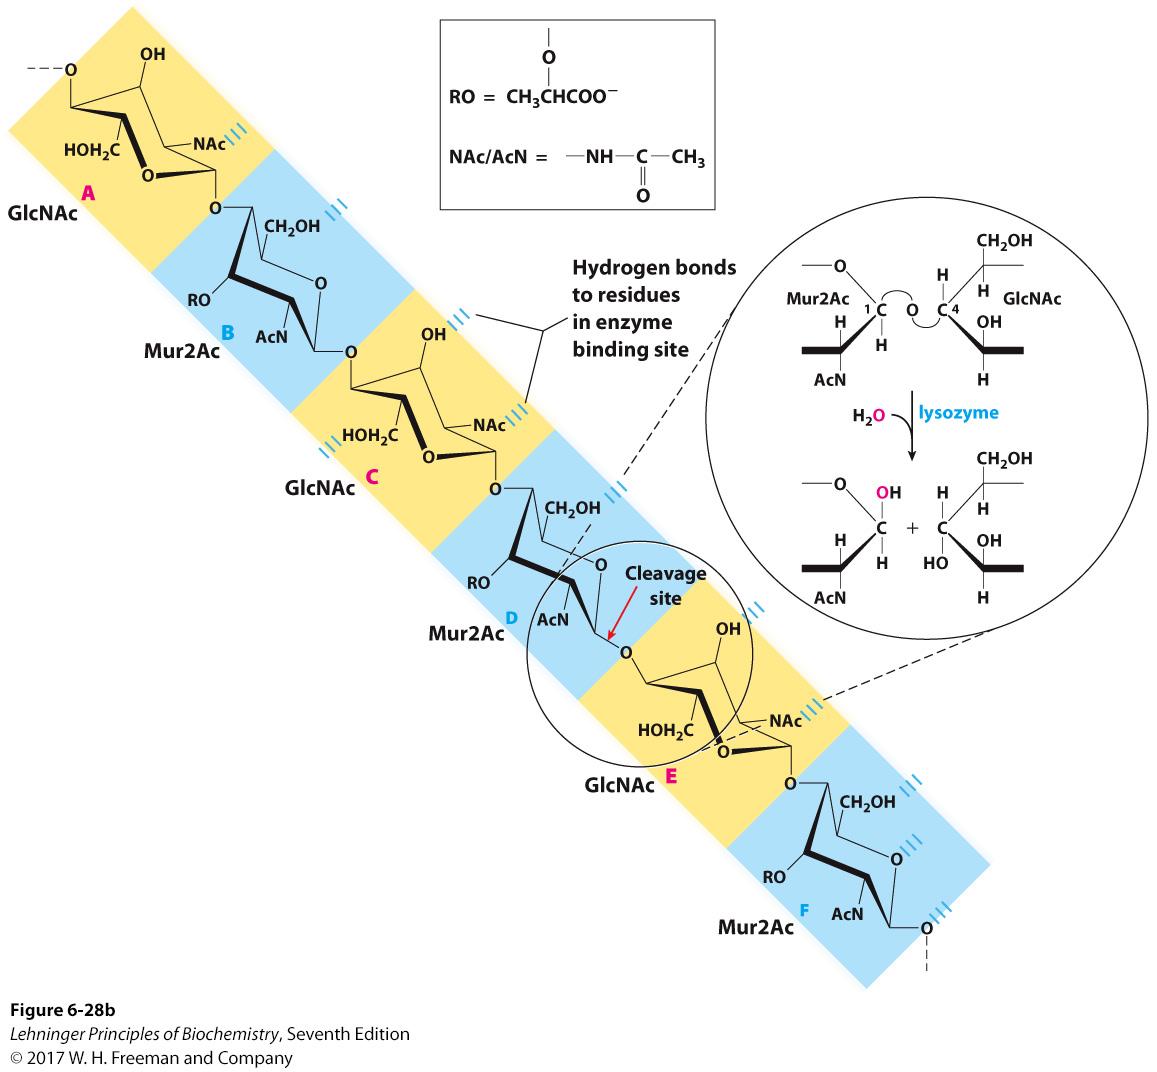 O
OH
HOH₂C
NAc
O
A
GlcNAc
O
CH₂OH
O
RO
AcN
B
Mur2Ac
O
OH
HOH₂C
NAc
O
C
GlcNAc
O
CH₂OH
O
RO
AcN
D
Mur2Ac
Cleavage
site
O
OH
HOH₂C
NAc
O
E
GlcNAc
O
CH₂OH
O
RO
AcN
F
Mur2Ac
O
O
RO = CH₃CHCOO⁻
NAc/AcN = —NH—C—CH₃
O
Hydrogen bonds
to residues
in enzyme
binding site
CH₂OH
O
H
H
Mur2Ac
GlcNAc
1 C O C 4
H
OH
H
AcN
H
H₂O
lysozyme
CH₂OH
O
OH
H
H
C + C
H
OH
H
HO
AcN
H
Figure 6-28b
Lehninger Principles of Biochemistry, Seventh Edition
© 2017 W. H. Freeman and Company